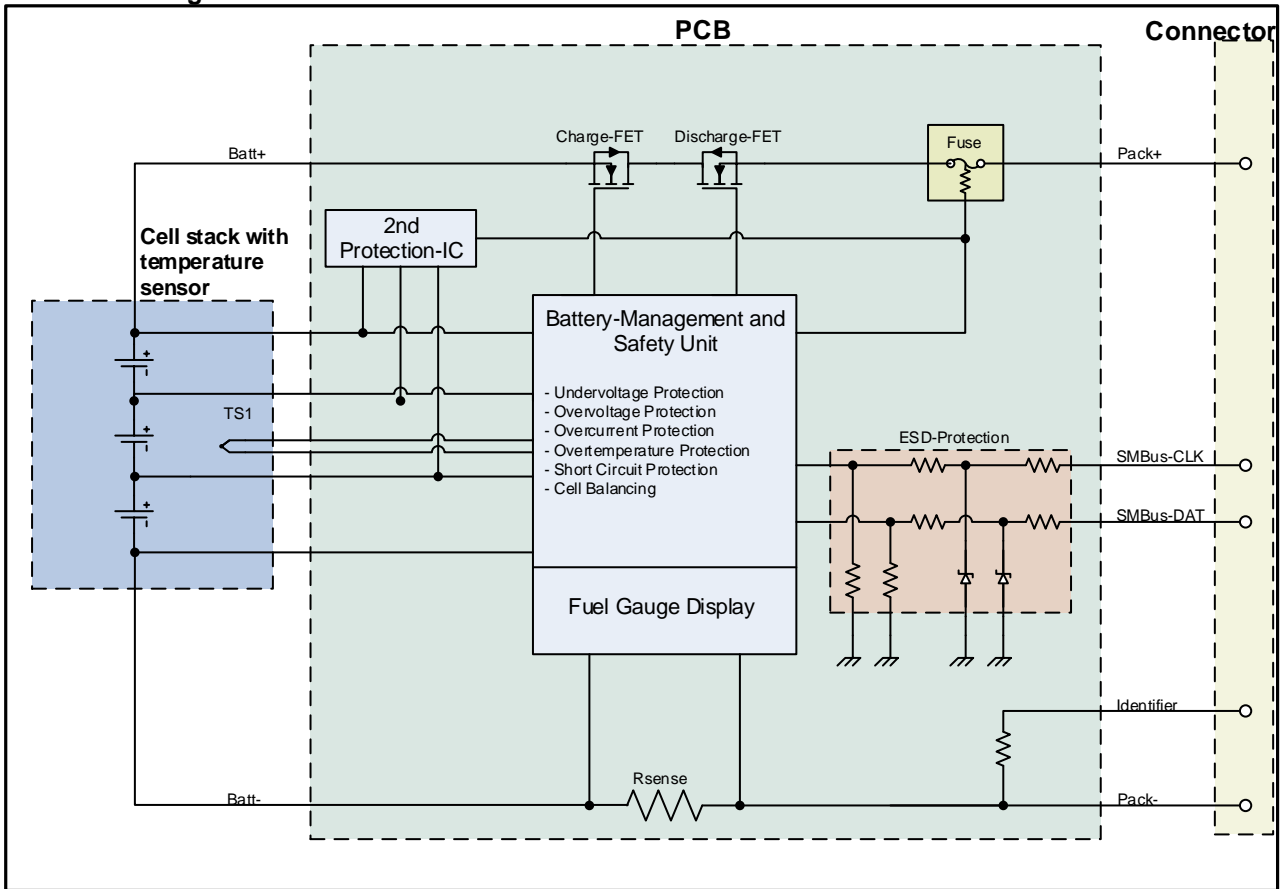 PCB
Connector
Charge-FET
Discharge-FET
Fuse
Batt+
Pack+
2nd
Protection-IC
Cell stack with
temperature
sensor
Battery-Management and
Safety Unit
- Undervoltage Protection
- Overvoltage Protection
- Overcurrent Protection
- Overtemperature Protection
- Short Circuit Protection
- Cell Balancing
TS1
ESD-Protection
SMBus-CLK
SMBus-DAT
Fuel Gauge Display
Identifier
Rsense
Batt-
Pack-